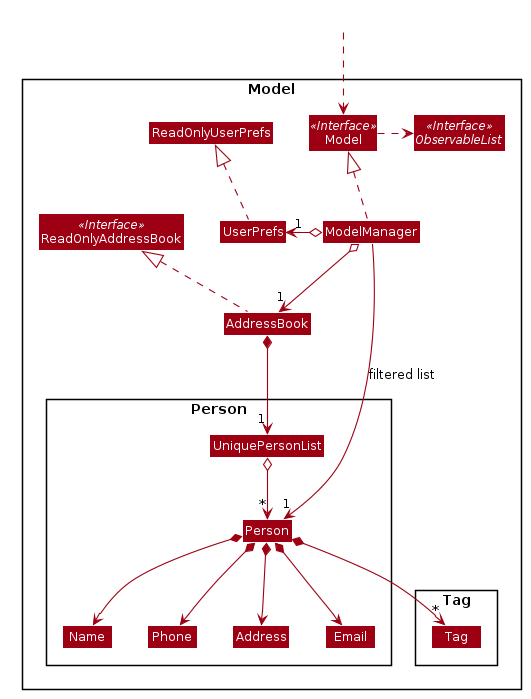 Model
«Interface»
Model
«Interface»
ObservableList
ReadOnlyUserPrefs
«Interface»
ReadOnlyAddressBook
UserPrefs
1
ModelManager
1
AddressBook
filtered list
Person
1
UniquePersonList
*
1
Person
Tag
*
Name
Phone
Address
Email
Tag